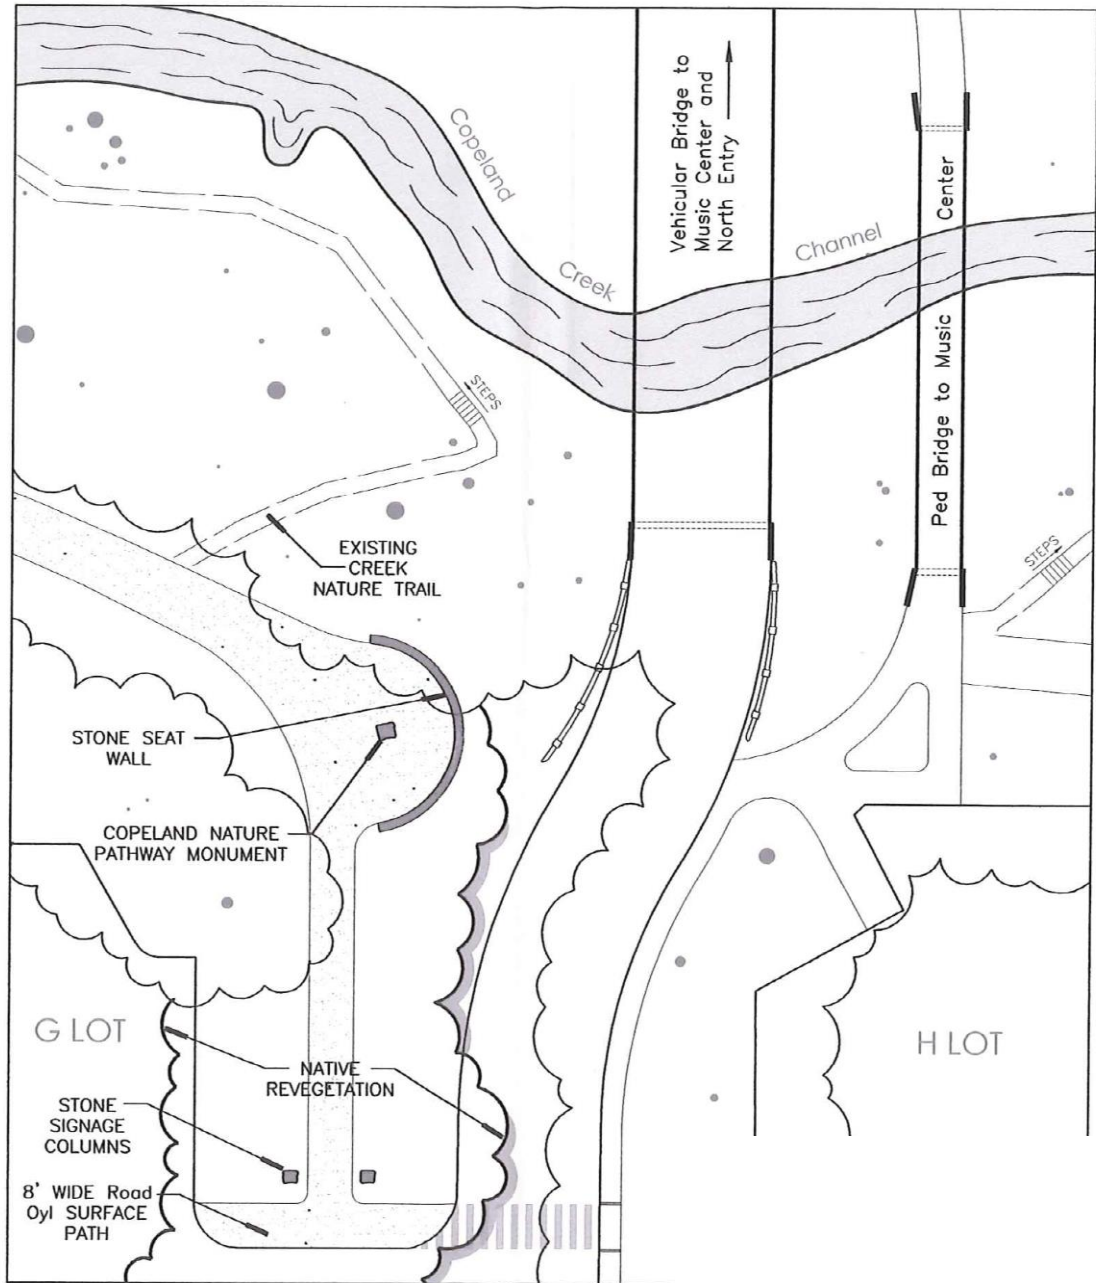 Copeland
Creek
Channel
Vehicular Bridge to
Music Center and
North Entry
Ped Bridge to Music Center
STEPS
EXISTING
CREEK
NATURE TRAIL
STEPS
STONE SEAT
WALL
COPELAND NATURE
PATHWAY MONUMENT
G LOT
H LOT
NATIVE
REVEGETATION
STONE
SIGNAGE
COLUMNS
8' WIDE Road
Oyl SURFACE
PATH